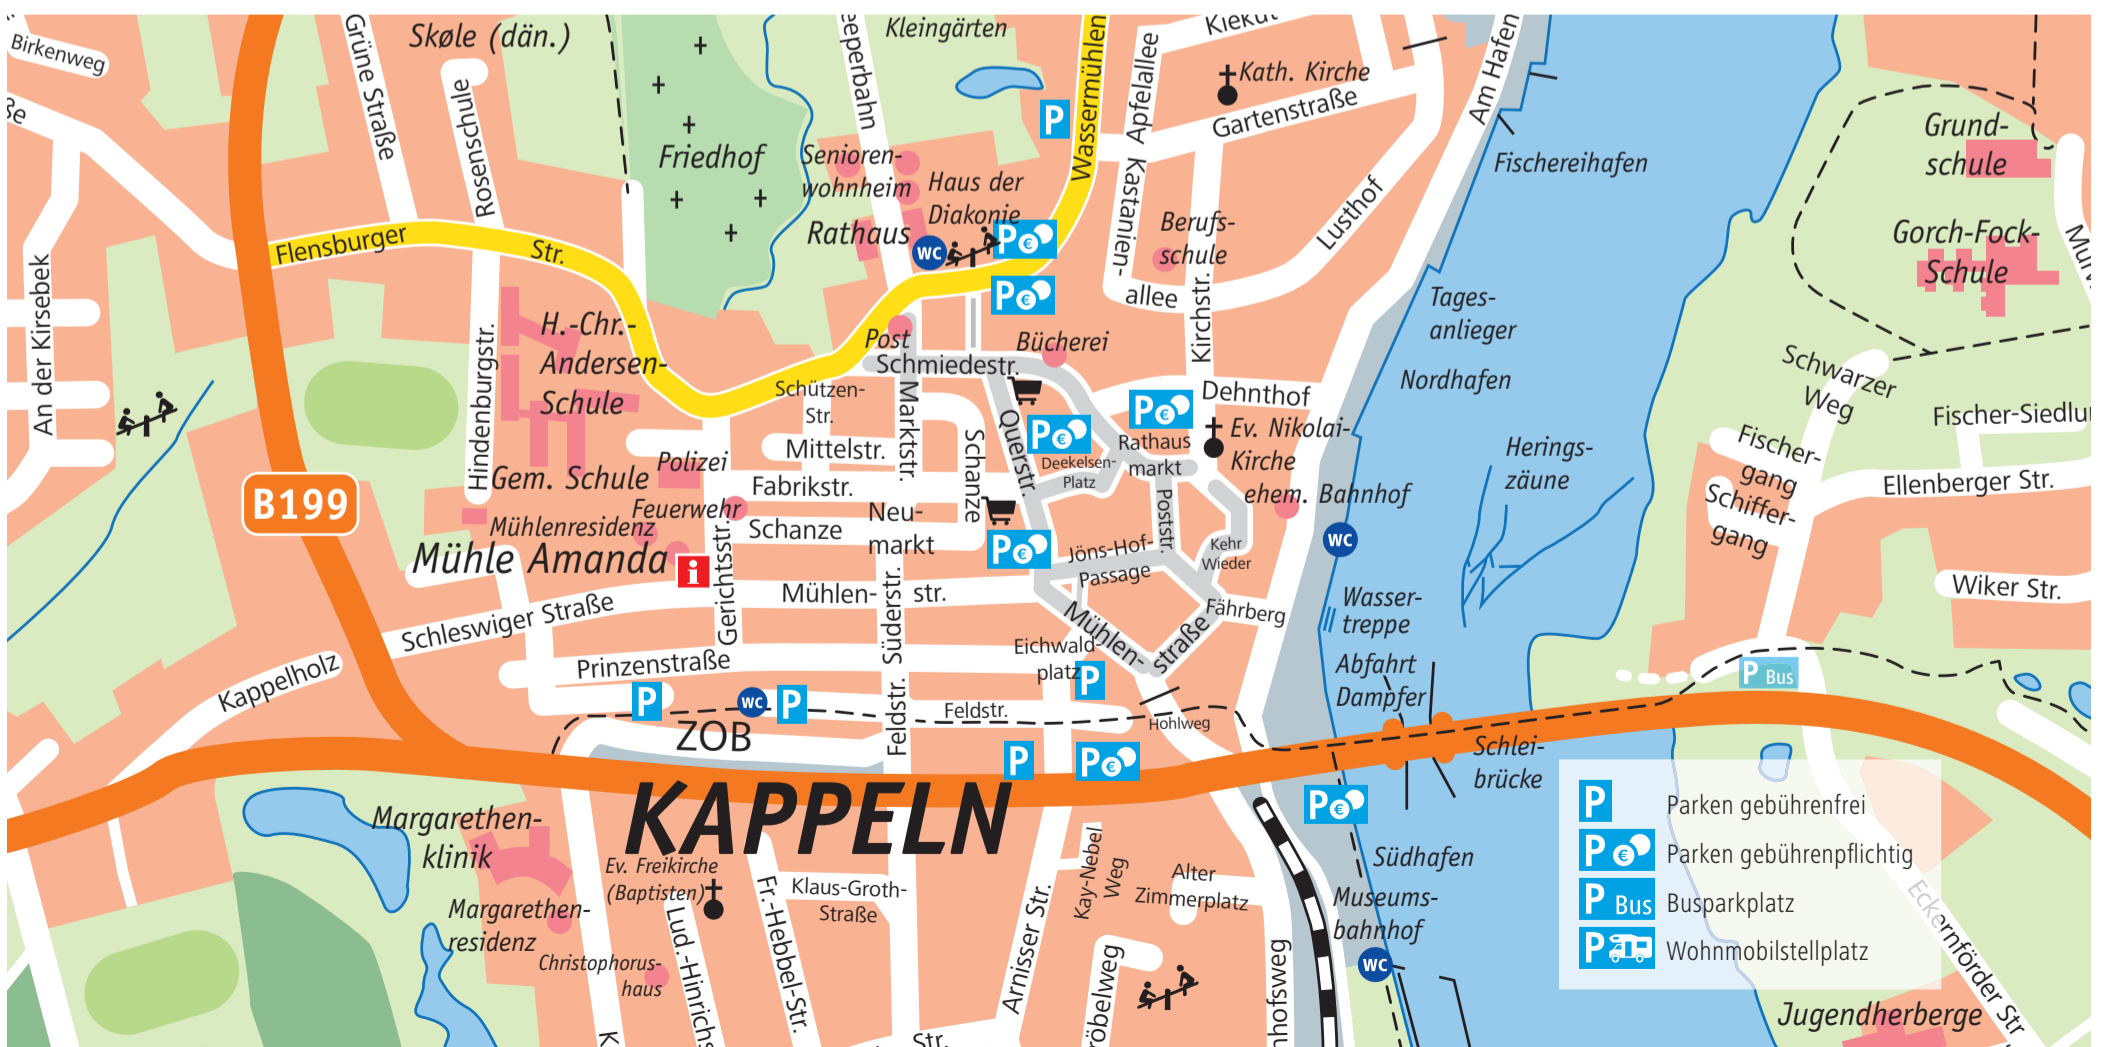 Birkenweg
Grüne Straße
Skøle (dän.)
Rosenschule
Kleingärten
Wassermühlen
Apfelallee
Kath. Kirche
Gartenstraße
Am Hafen
Fischereihafen
Grund-
schule
Gorch-Fock-
Schule
Friedhof
Senioren-
wohnheim
Haus der
Diakonie
Rathaus
WC
P €
P €
P
Kastanien-
allee
Berufs-
schule
Kirchstr.
Lusthof
Flensburger
Str.
An der Kirsebek
Hindenburgstr.
H.-Chr.-
Andersen-
Schule
Gem. Schule
Post
Schmiedestr.
Bücherei
Schützen-
Str.
Marktstr.
Mittelstr.
Schanze
Querstr.
P €
P €
Dehnthof
Rathaus
markt
Deekelsen-
Platz
Ev. Nikolai-
Kirche
ehem. Bahnhof
WC
Tages-
anlieger
Nordhafen
Herings-
zäune
Schwarzer
Weg
Fischer-
gang
Schiffer-
gang
Ellenberger Str.
Wiker Str.
B199
Polizei
Fabrikstr.
Feuerwehr
Mühlenresidenz
Mühle Amanda
i
Gerichtsstr.
Schanze
Neu-
markt
P €
Jöns-Hof-
Passage
Poststr.
Kehr
Wieder
Fährberg
Wasser-
treppe
Mühlen-
str.
Süderstr.
Schleswiger Straße
Kappelholz
Prinzenstraße
Eichwald-
platz
P
Mühlen-
straße
Abfahrt
Dampfer
P
WC
P
ZOB
Feldstr.
Feldstr.
Hohlweg
P
P €
P €
P Bus
Schlei-
brücke
KAPPELN
Margarethen-
klinik
Margarethen-
residenz
Ev. Freikirche
(Baptisten)
Christophorus-
haus
Fr.-Hebbel-Str.
Klaus-Groth-
Straße
Arnisser Str.
Kay-Nebel
Weg
Alter
Zimmerplatz
Südhafen
Museums-
bahnhof
WC
P Parken gebührenfrei
P € Parken gebührenpflichtig
P Bus Busparkplatz
P Wohnmobilstellplatz
Eckernförder Str
Jugendherberge
Str.